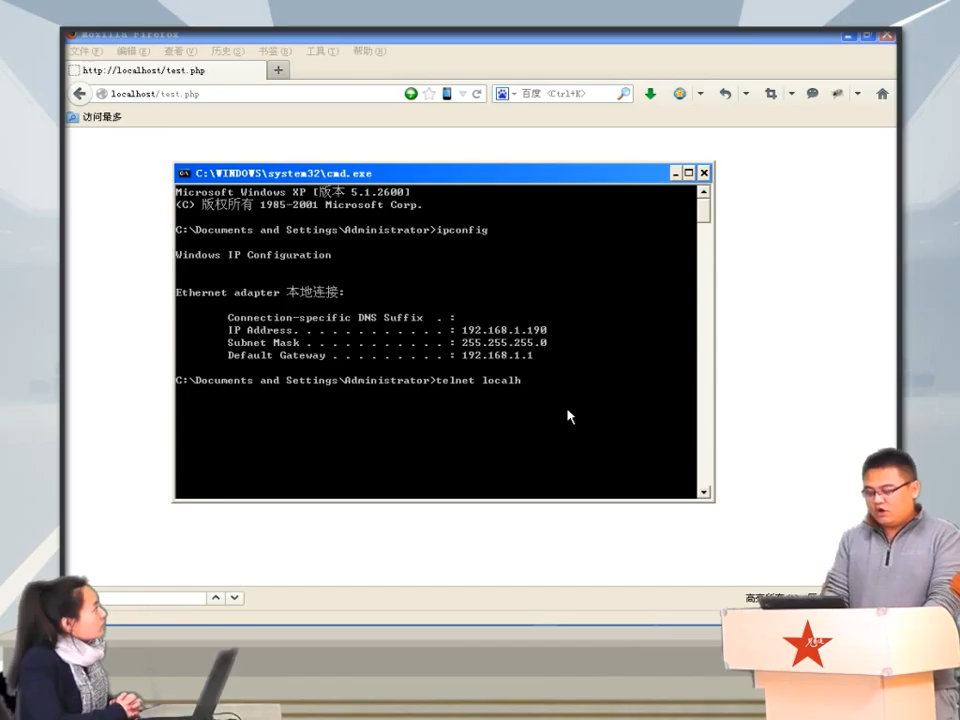 Mozilla Firefox
文件(F) 编辑(E) 查看(V) 历史(S) 书签(B) 工具(T) 帮助(H)
http://localhost/test.php
localhost/test.php
百度 <Ctrl+K>
访问最多
C:\WINDOWS\system32\cmd.exe
Microsoft Windows XP [版本 5.1.2600]
(C) 版权所有 1985-2001 Microsoft Corp.
C:\Documents and Settings\Administrator>ipconfig
Windows IP Configuration
Ethernet adapter 本地连接:
Connection-specific DNS Suffix . :
IP Address. . . . . . . . . . . . : 192.168.1.190
Subnet Mask . . . . . . . . . . . : 255.255.255.0
Default Gateway . . . . . . . . . : 192.168.1.1
C:\Documents and Settings\Administrator>telnet localh